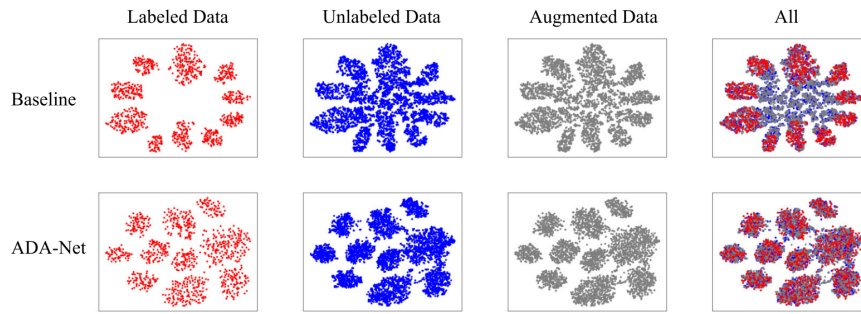 Labeled Data Unlabeled Data Augmented Data All
Baseline
ADA-Net